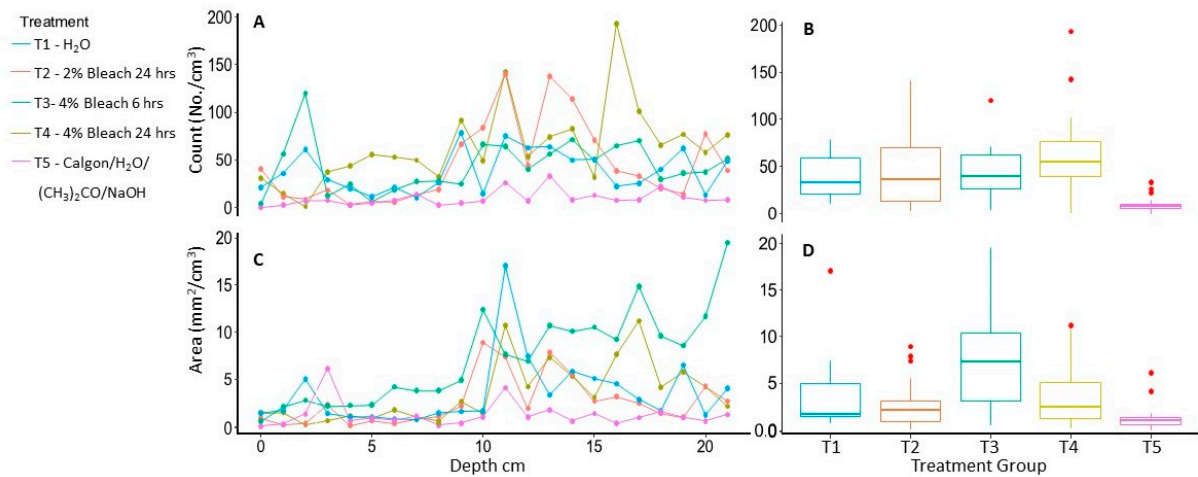 Treatment
T1 - H₂O
T2 - 2% Bleach 24 hrs
T3- 4% Bleach 6 hrs
T4 - 4% Bleach 24 hrs
T5 - Calgon/H₂O/
(CH₃)₂CO/NaOH
A
Count (No./cm³)
200
150
100
50
0
B
200
150
100
50
0
C
Area (mm²/cm³)
20
15
10
5
0
0
5
10
15
20
Depth cm
D
20
15
10
5
0.0
T1
T2
T3
T4
T5
Treatment Group